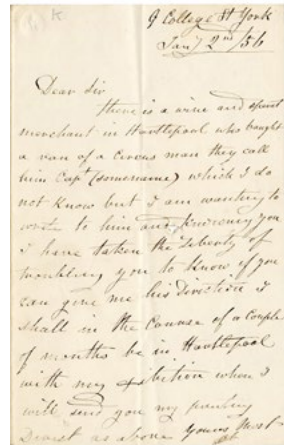 9 College St York
Jany 2nd /56
Dear Sir
there is a wine and spirit
merchant in Hartlepool who bought
a van of a Circus man they call
him Capt (somename) which I do
not Know but I am wanting to
write to him and you
I have taken the Liberty of
troubling you to Know if you
can give me his Direction I
shall in the Course of a Couple
of months be in Hartlepool
with my when I
will send you my
Direct as above Yours